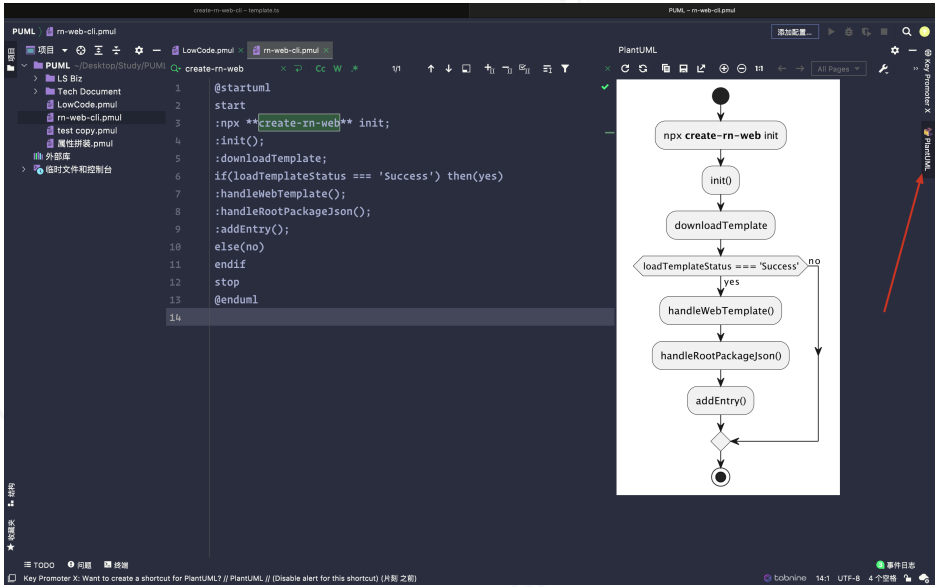 create-rn-web-cli – template.ts
PUML – rn-web-cli.pmul
PUML 〉 rn-web-cli.pmul
添加配置...
项目
LowCode.pmul ×
rn-web-cli.pmul ×
PlantUML
PUML ~/Desktop/Study/PUML
create-rn-web
Cc W .*
1/1
1:1
All Pages
LS Biz
Tech Document
LowCode.pmul
rn-web-cli.pmul
test copy.pmul
属性拼装.pmul
外部库
临时文件和控制台
1 @startuml
2 start
3 :npx **create-rn-web** init;
4 :init();
5 :downloadTemplate;
6 if(loadTemplateStatus === 'Success') then(yes)
7 :handleWebTemplate();
8 :handleRootPackageJson();
9 :addEntry();
10 else(no)
11 endif
12 stop
13 @enduml
14
npx create-rn-web init
init()
downloadTemplate
loadTemplateStatus === 'Success'
no
yes
handleWebTemplate()
handleRootPackageJson()
addEntry()
项目
结构
收藏夹
Key Promoter X
PlantUML
TODO
问题
终端
事件日志
Key Promoter X: Want to create a shortcut for PlantUML? // PlantUML // (Disable alert for this shortcut) (片刻 之前)
tabnine
14:1
UTF-8
4 个空格